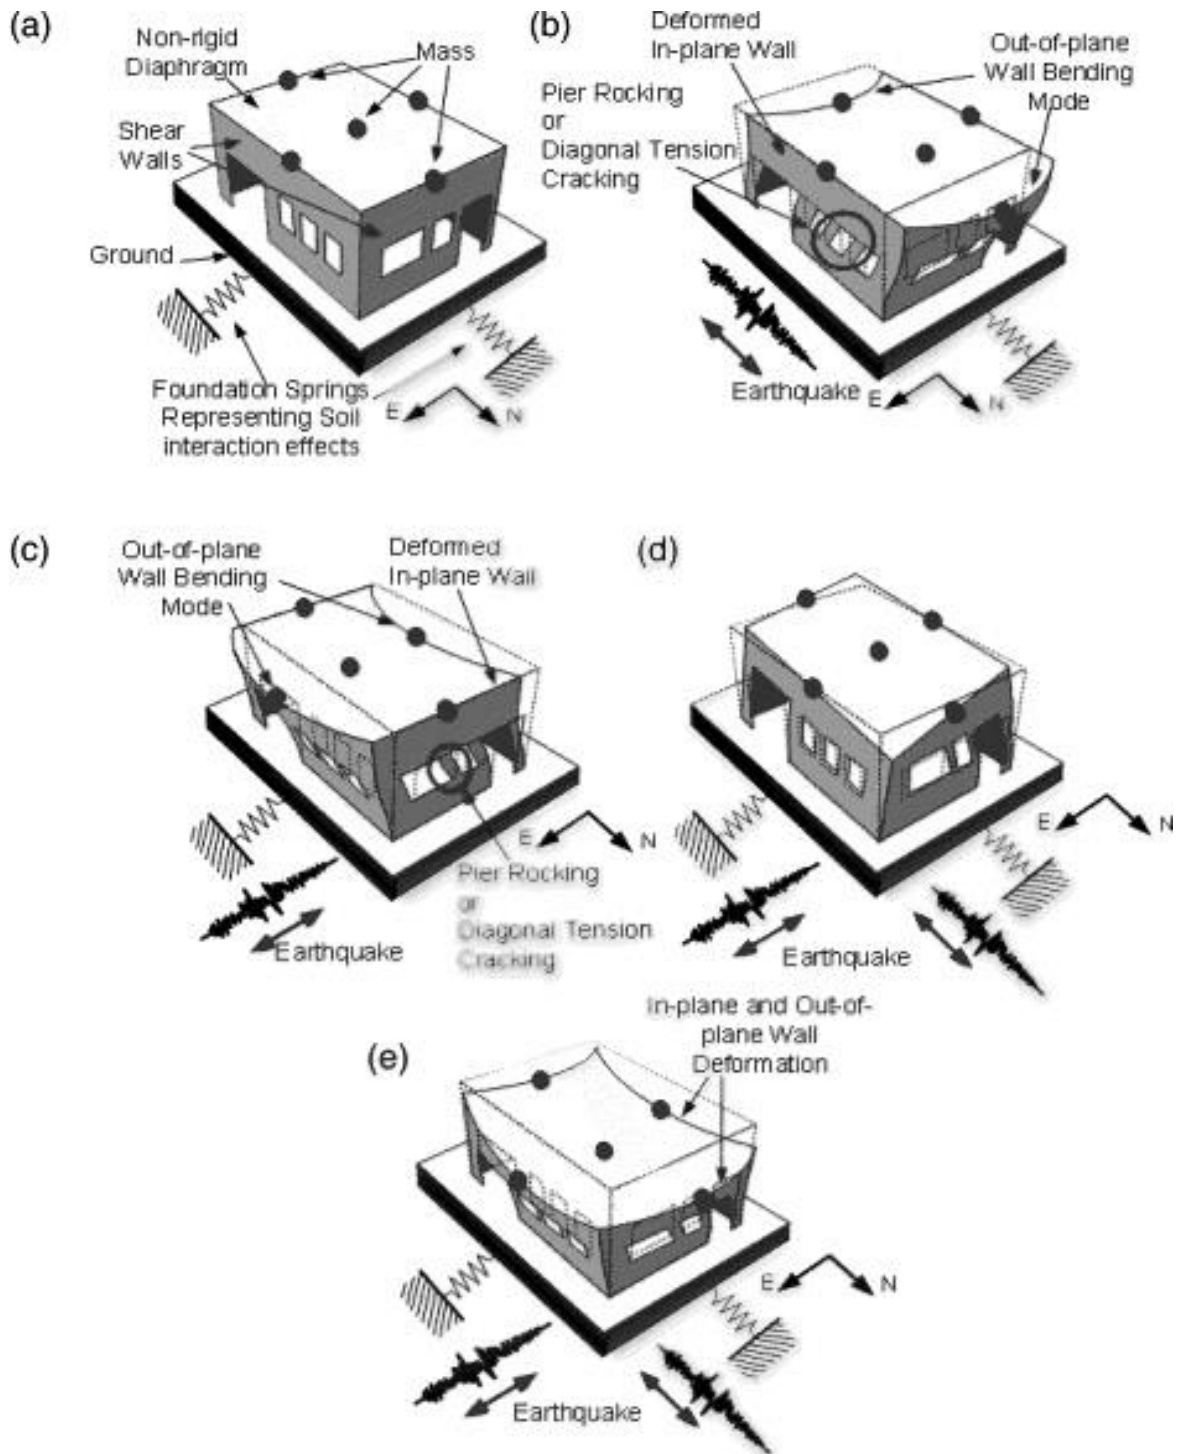 (a)
Non-rigid
Diaphragm
Mass
Shear
Walls
Ground
Foundation Springs
Representing Soil
interaction effects
E
N
(b)
Deformed
In-plane Wall
Out-of-plane
Wall Bending
Mode
Pier Rocking
or
Diagonal Tension
Cracking
Earthquake
E
N
(c)
Out-of-plane
Wall Bending
Mode
Deformed
In-plane Wall
E
N
Pier Rocking
or
Diagonal Tension
Cracking
Earthquake
(d)
E
N
Earthquake
(e)
In-plane and Out-of-
plane Wall
Deformation
E
N
Earthquake